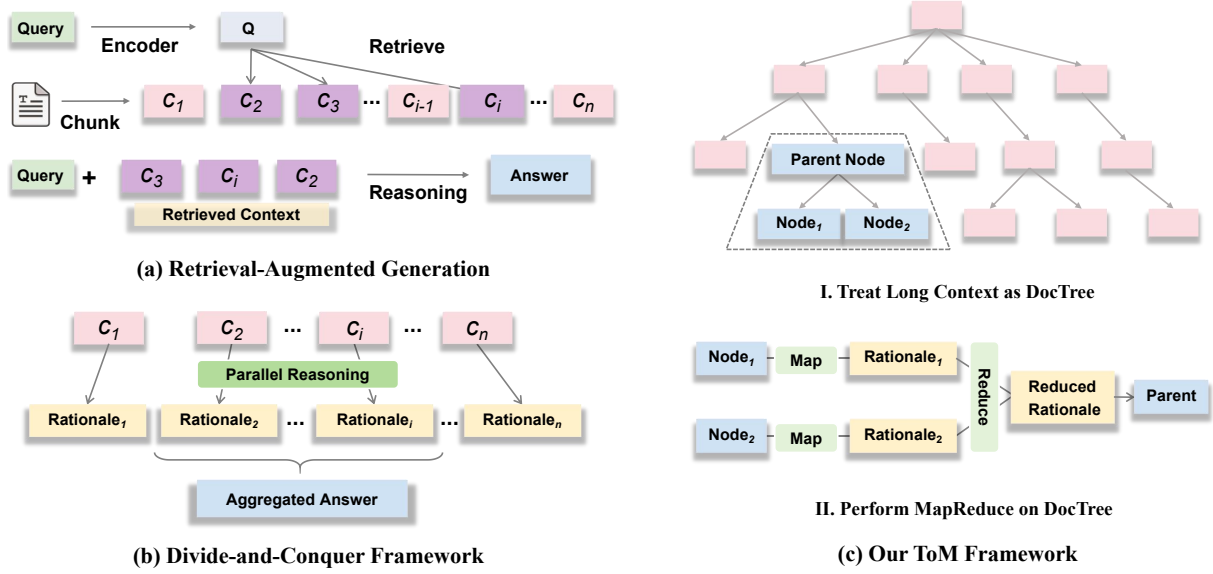 Query
Encoder
Q
Retrieve
T
Chunk
C1 C2 C3 ... Ci-1 Ci ... Cn
Query + C3 Ci C2
Reasoning
Answer
Retrieved Context
(a) Retrieval-Augmented Generation
C1 C2 ... Ci ... Cn
Parallel Reasoning
Rationale1 Rationale2 ... Rationalei ... Rationalen
Aggregated Answer
(b) Divide-and-Conquer Framework
Parent Node
Node1 Node2
I. Treat Long Context as DocTree
Node1 Map Rationale1
Reduce
Reduced
Rationale
Parent
Node2 Map Rationale2
II. Perform MapReduce on DocTree
(c) Our ToM Framework